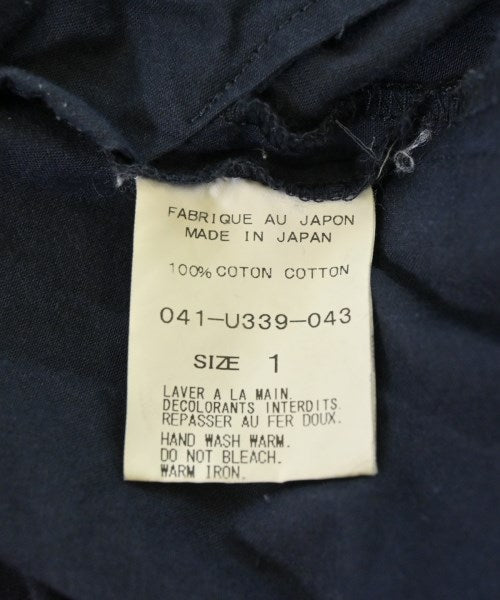 FABRIQUE AU JAPON
MADE IN JAPAN
100% COTON COTTON
041-U339-043
SIZE 1
LAVER A LA MAIN.
DECOLORANTS INTERDITS.
REPASSER AU FER DOUX.
HAND WASH WARM.
DO NOT BLEACH.
WARM IRON.